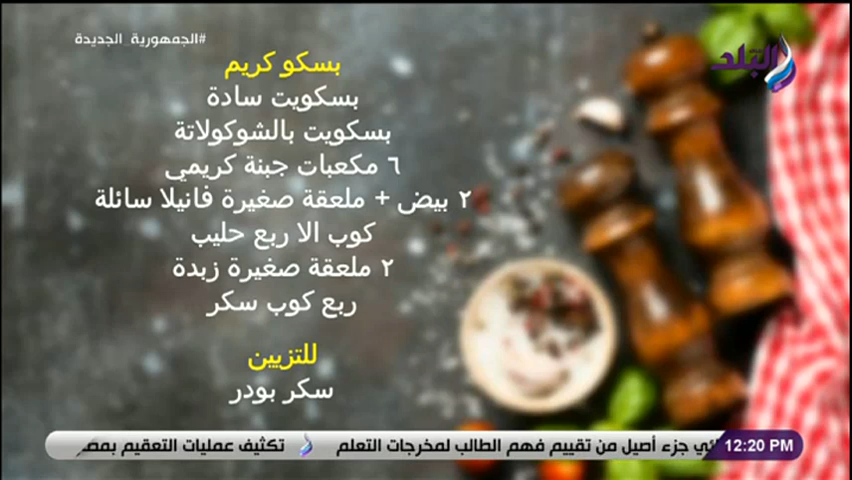 #الجمهورية_الجديدة
البلد
بسكو كريم
بسكويت سادة
بسكويت بالشوكولاتة
٦ مكعبات جبنة كريمي
٢ بيض + ملعقة صغيرة فانيلا سائلة
كوب الا ربع حليب
٢ ملعقة صغيرة زبدة
ربع كوب سكر
للتزيين
سكر بودر
12:20 PM
جزء أصيل من تقييم فهم الطالب لمخرجات التعلم تكثيف عمليات التعقيم